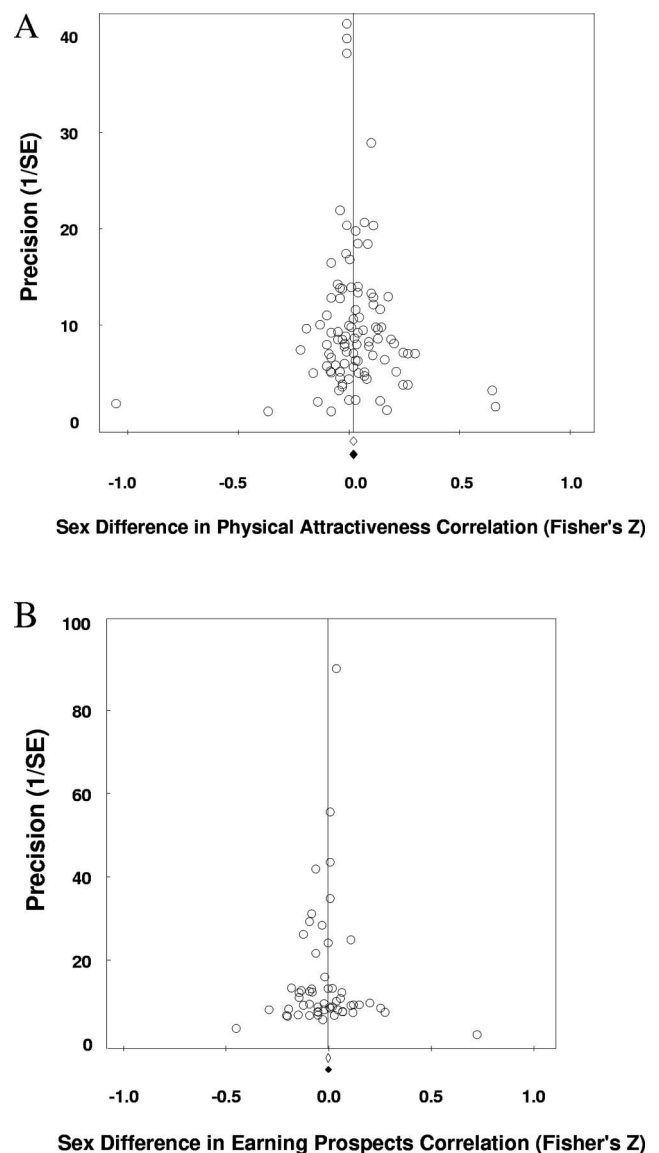 A
40
30
20
10
0
Precision (1/SE)
-1.0 -0.5 0.0 0.5 1.0
Sex Difference in Physical Attractiveness Correlation (Fisher's Z)
B
100
80
60
40
20
0
Precision (1/SE)
-1.0 -0.5 0.0 0.5 1.0
Sex Difference in Earning Prospects Correlation (Fisher's Z)